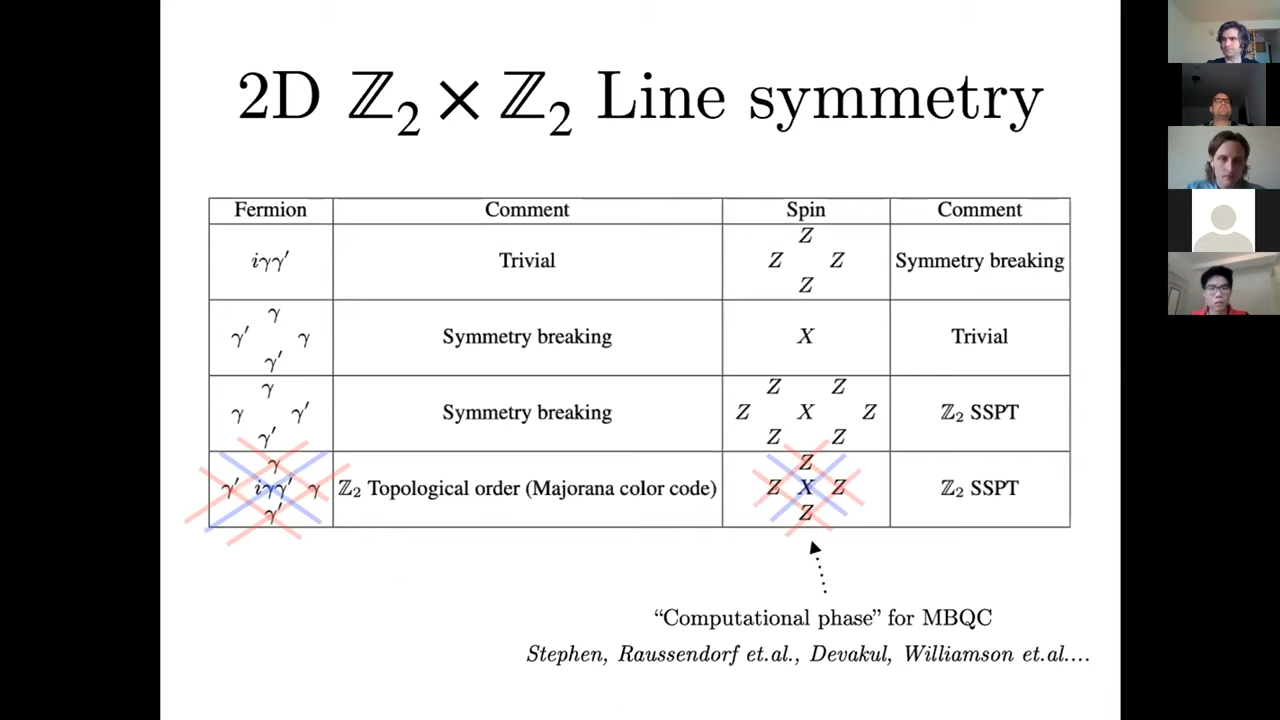 2D ℤ₂ × ℤ₂ Line symmetry
Fermion Comment Spin Comment
Z
iγγ′ Trivial Z Z Symmetry breaking
Z
γ
γ′ γ Symmetry breaking X Trivial
γ′
γ Z Z
γ γ′ Symmetry breaking Z X Z ℤ₂ SSPT
γ′ Z Z
γ Z
γ′ iγγ′ γ ℤ₂ Topological order (Majorana color code) Z X Z ℤ₂ SSPT
γ′ Z
“Computational phase” for MBQC
Stephen, Raussendorf et.al., Devakul, Williamson et.al....